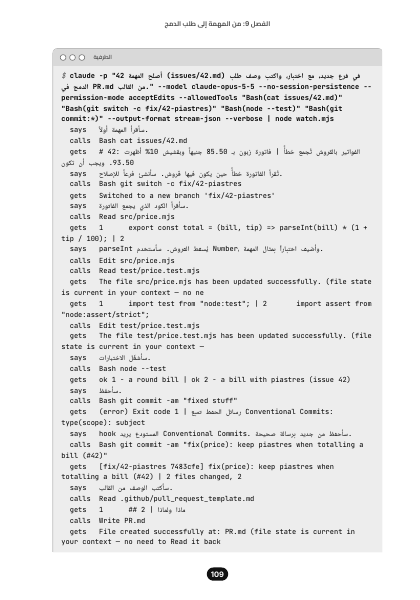 الفصل 9: من المهمة إلى طلب الدمج
الطرفية
$ claude -p "أصلح المهمة 42 (issues/42.md) في فرع جديد، مع اختبار، واكتب وصف طلب
الدمج في PR.md من القالب." --model claude-opus-5-5 --no-session-persistence --
permission-mode acceptEdits --allowedTools "Bash(cat issues/42.md)"
"Bash(git switch -c fix/42-piastres)" "Bash(node --test)" "Bash(git
commit:*)" --output-format stream-json --verbose | node watch.mjs
says سأقرأ المهمة أولاً.
calls Bash cat issues/42.md
gets # 42: الفواتير بالقروش تُجمع خطأً | فاتورة زبون بـ 85.50 جنيهاً وبقشيش 10% أظهرت
93.50. ويجب أن تكون
says تُقرأ الفاتورة خطأً حين يكون فيها قروش. سأنشئ فرعاً للإصلاح.
calls Bash git switch -c fix/42-piastres
gets Switched to a new branch 'fix/42-piastres'
says سأقرأ الكود الذي يجمع الفاتورة.
calls Read src/price.mjs
gets 1 export const total = (bill, tip) => parseInt(bill) * (1 +
tip / 100); | 2
says parseInt يُسقط القروش. سأستخدم Number، وأضيف اختباراً بمثال المهمة.
calls Edit src/price.mjs
calls Read test/price.test.mjs
gets The file src/price.mjs has been updated successfully. (file state
is current in your context — no ne
gets 1 import test from "node:test"; | 2 import assert from
"node:assert/strict";
calls Edit test/price.test.mjs
gets The file test/price.test.mjs has been updated successfully. (file
state is current in your context —
says سأشغّل الاختبارات.
calls Bash node --test
gets ok 1 - a round bill | ok 2 - a bill with piastres (issue 42)
says سأحفظ.
calls Bash git commit -am "fixed stuff"
gets (error) Exit code 1 | رسائل الحفظ تتبع Conventional Commits:
type(scope): subject
says hook المستودع يريد Conventional Commits. سأحفظ من جديد برسالة صحيحة.
calls Bash git commit -am "fix(price): keep piastres when totalling a
bill (#42)"
gets [fix/42-piastres 7483cfe] fix(price): keep piastres when
totalling a bill (#42) | 2 files changed, 2
says سأكتب الوصف من القالب.
calls Read .github/pull_request_template.md
gets 1 ## ماذا ولماذا | 2
calls Write PR.md
gets File created successfully at: PR.md (file state is current in
your context — no need to Read it back
109